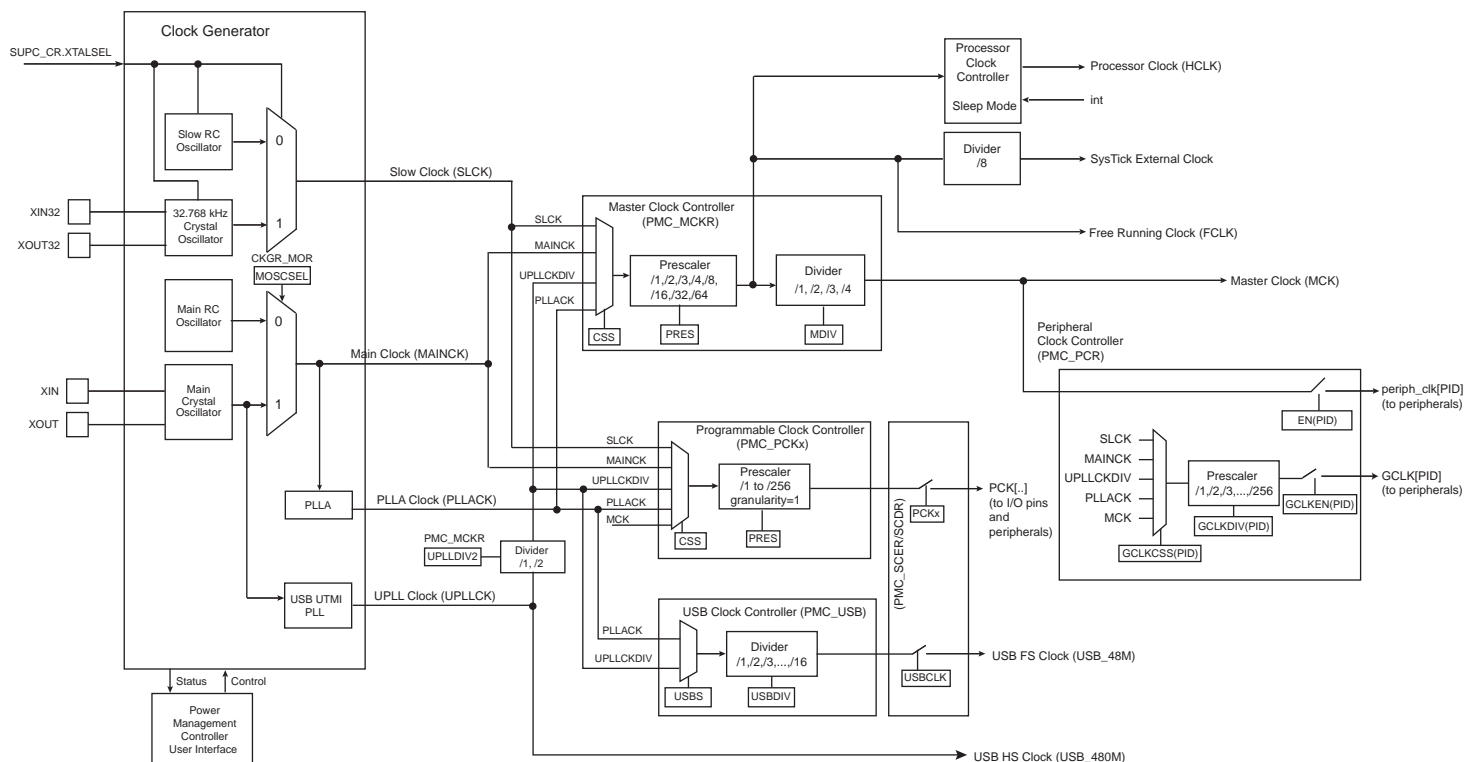 Clock Generator
SUPC_CR.XTALSEL
Slow RC
Oscillator
0
XIN32
XOUT32
32.768 kHz
Crystal
Oscillator
1
CKGR_MOR
MOSCSEL
Main RC
Oscillator
0
XIN
XOUT
Main
Crystal
Oscillator
1
PLLA
USB UTMI
PLL
Status
Control
Power
Management
Controller
User Interface
Slow Clock (SLCK)
Main Clock (MAINCK)
PLLA Clock (PLLACK)
UPLL Clock (UPLLCK)
PMC_MCKR
UPLLDIV2
Divider
/1, /2
Master Clock Controller
(PMC_MCKR)
SLCK
MAINCK
UPLLCKDIV
PLLACK
CSS
Prescaler
/1,/2,/3,/4,/8,
/16,/32,/64
PRES
Divider
/1, /2, /3, /4
MDIV
Processor
Clock
Controller
Sleep Mode
Processor Clock (HCLK)
int
Divider
/8
SysTick External Clock
Free Running Clock (FCLK)
Master Clock (MCK)
Programmable Clock Controller
(PMC_PCKx)
SLCK
MAINCK
UPLLCKDIV
PLLACK
MCK
CSS
Prescaler
/1 to /256
granularity=1
PRES
(PMC_SCER/SCDR)
PCKx
PCK[..]
(to I/O pins
and
peripherals)
USB Clock Controller (PMC_USB)
PLLACK
UPLLCKDIV
USBS
Divider
/1,/2,/3,...,/16
USBDIV
USBCLK
USB FS Clock (USB_48M)
USB HS Clock (USB_480M)
Peripheral
Clock Controller
(PMC_PCR)
EN(PID)
periph_clk[PID]
(to peripherals)
SLCK
MAINCK
UPLLCKDIV
PLLACK
MCK
GCLKCSS(PID)
Prescaler
/1,/2,/3,...,/256
GCLKDIV(PID)
GCLKEN(PID)
GCLK[PID]
(to peripherals)